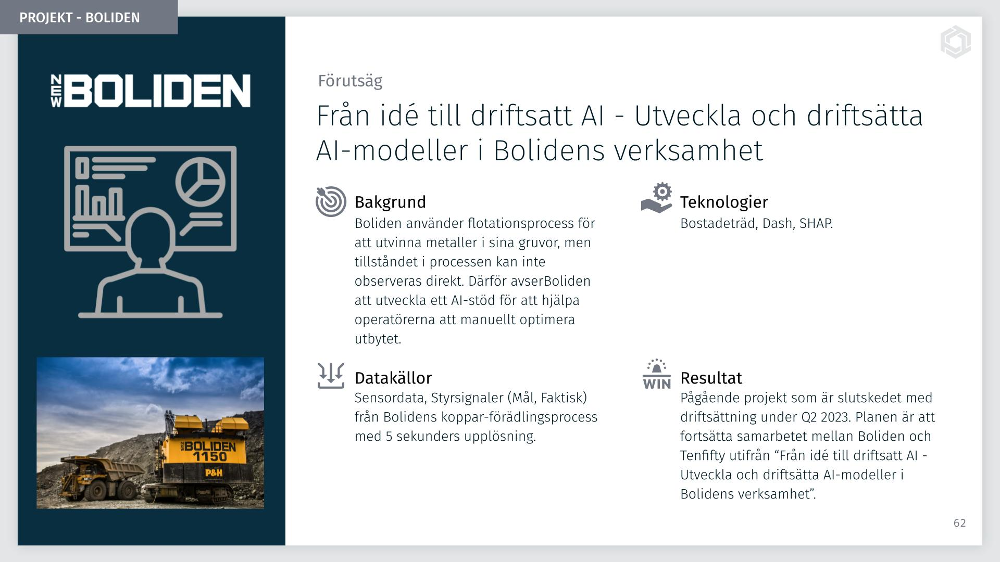 PROJEKT - BOLIDEN
NEW BOLIDEN
Förutsäg
Från idé till driftsatt AI - Utveckla och driftsätta
AI-modeller i Bolidens verksamhet
Bakgrund
Boliden använder flotationsprocess för
att utvinna metaller i sina gruvor, men
tillståndet i processen kan inte
observeras direkt. Därför avserBoliden
att utveckla ett AI-stöd för att hjälpa
operatörerna att manuellt optimera
utbytet.
Teknologier
Bostadeträd, Dash, SHAP.
Datakällor
Sensordata, Styrsignaler (Mål, Faktisk)
från Bolidens koppar-förädlingsprocess
med 5 sekunders upplösning.
WIN
Resultat
Pågående projekt som är slutskedet med
driftsättning under Q2 2023. Planen är att
fortsätta samarbetet mellan Boliden och
Tenfifty utifrån “Från idé till driftsatt AI -
Utveckla och driftsätta AI-modeller i
Bolidens verksamhet”.
NEW BOLIDEN
1150
P&H
62